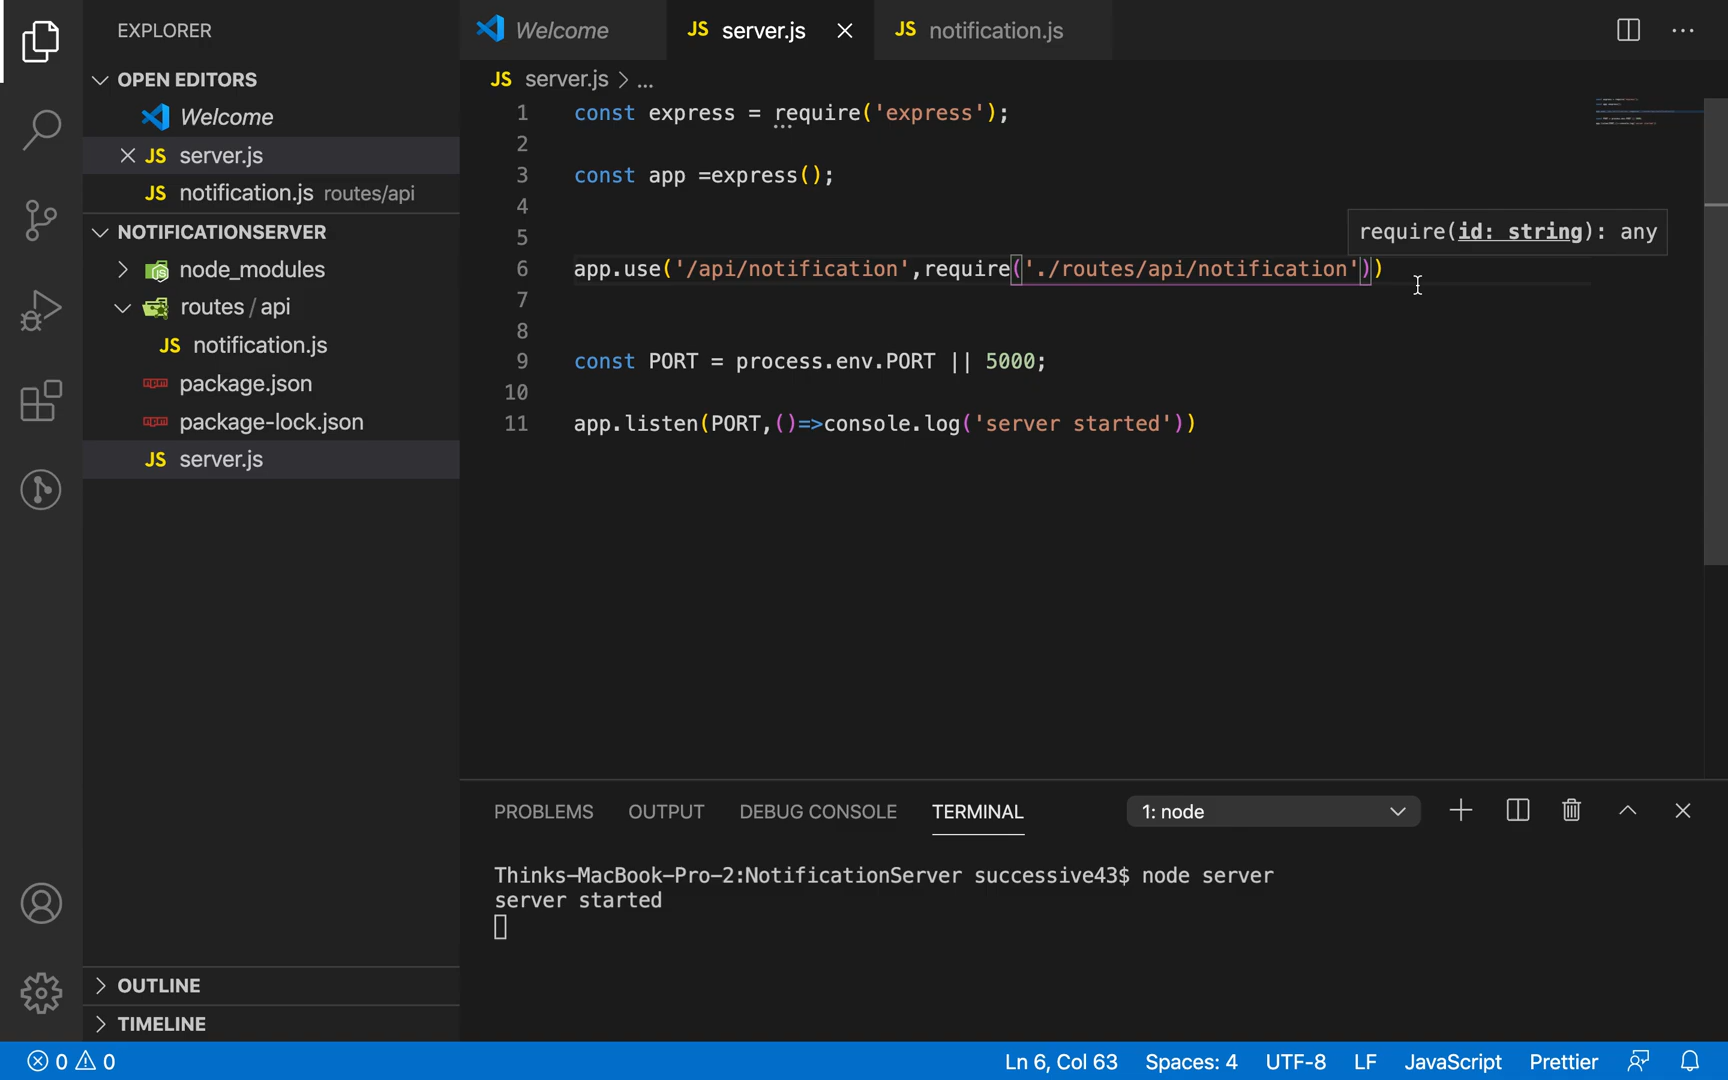 EXPLORER
OPEN EDITORS
Welcome
JS server.js
JS notification.js routes/api
NOTIFICATIONSERVER
node_modules
routes / api
JS notification.js
package.json
package-lock.json
JS server.js
OUTLINE
TIMELINE
Welcome
JS server.js
JS notification.js
JS server.js > ...
1 const express = require('express');
2
3 const app =express();
4
5
require(id: string): any
6 app.use('/api/notification',require('./routes/api/notification'))
7
8
9 const PORT = process.env.PORT || 5000;
10
11 app.listen(PORT,()=>console.log('server started'))
PROBLEMS OUTPUT DEBUG CONSOLE TERMINAL 1: node
Thinks-MacBook-Pro-2:NotificationServer successive43$ node server
server started
0 0 Ln 6, Col 63 Spaces: 4 UTF-8 LF JavaScript Prettier